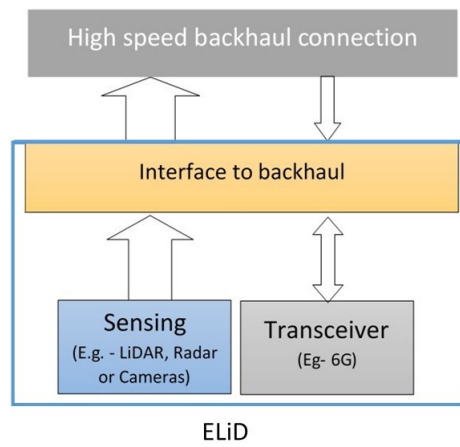 High speed backhaul connection
Interface to backhaul
Sensing
(E.g. - LiDAR, Radar
or Cameras)
Transceiver
(Eg- 6G)
ELiD